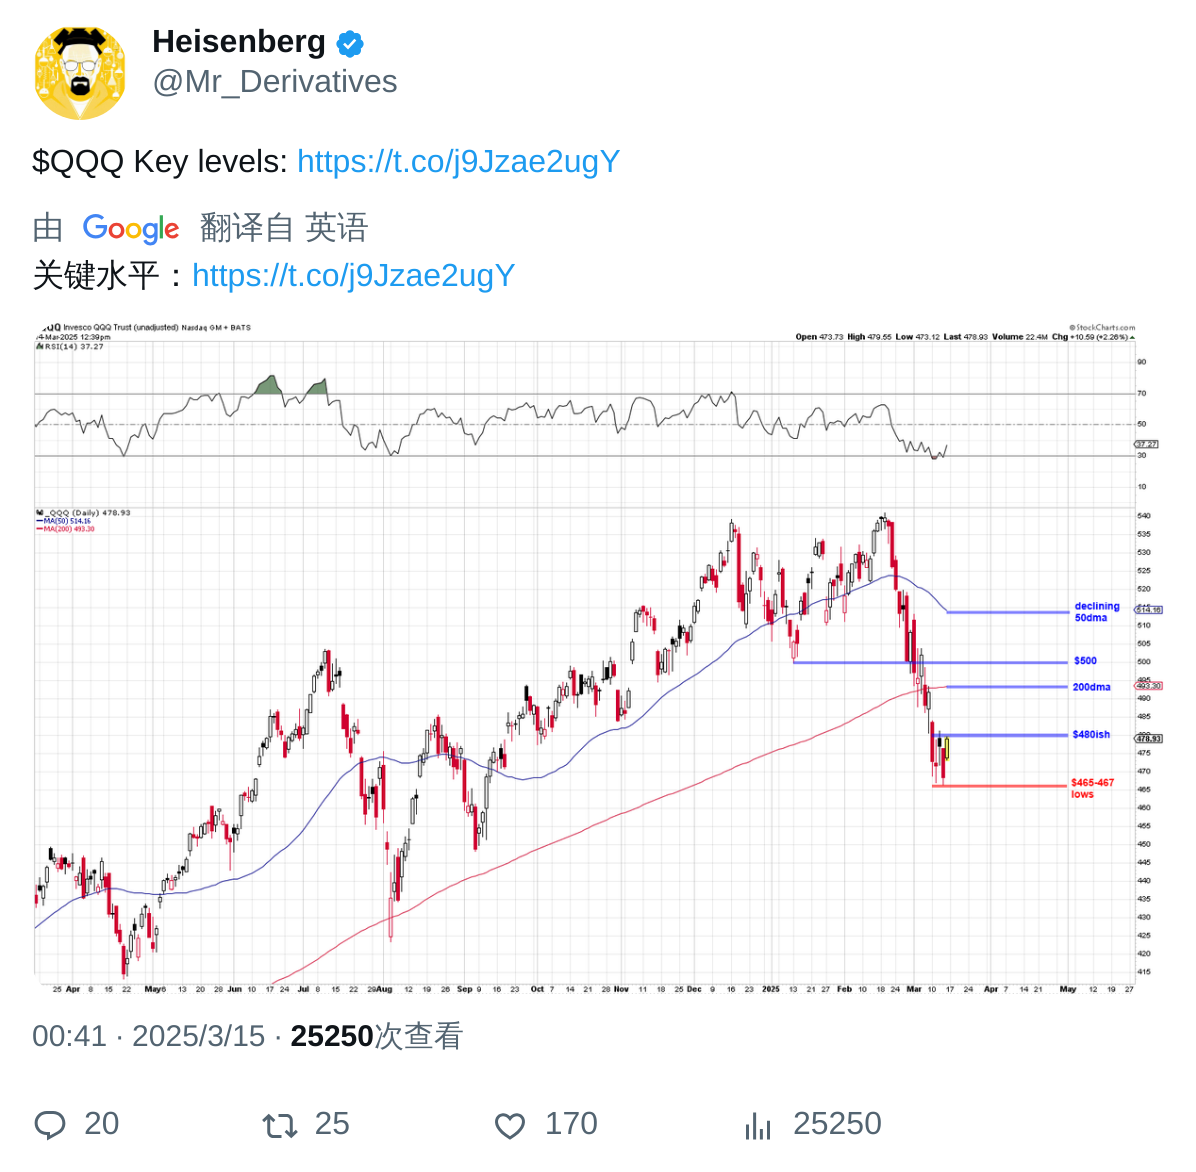 Heisenberg
@Mr_Derivatives
$QQQ Key levels: https://t.co/j9Jzae2ugY
由 Google 翻译自 英语
关键水平：https://t.co/j9Jzae2ugY
Invesco QQQ Trust (unadjusted) Nasdaq GM + BATS
© StockCharts.com
4-Mar-2025 12:39pm
Open 473.73 High 479.55 Low 473.12 Last 478.93 Volume 22.4M Chg +10.59 (+2.26%)
RSI(14) 37.27
90
70
50
37.27
30
10
QQQ (Daily) 478.93
MA(50) 514.16
MA(200) 493.30
540
535
530
525
520
514.16
510
505
500
493.30
490
485
478.93
475
470
465
460
455
450
445
440
435
430
425
420
415
declining
50dma
$500
200dma
$480ish
$465-467
lows
25 Apr 8 15 22 May 6 13 20 28 Jun 10 17 24 Jul 8 15 22 29 Aug 12 19 26 Sep 9 16 23 Oct 7 14 21 28 Nov 11 18 25 Dec 9 16 23 2025 13 21 27 Feb 10 18 24 Mar 10 17 24 Apr 7 14 21 May 12 19 27
00:41 · 2025/3/15 · 25250次查看
20 25 170 25250